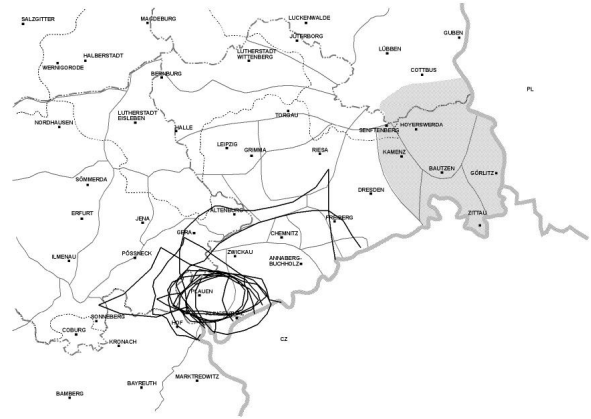 SALZGITTER
MAGDEBURG
LUCKENWALDE
JÜTERBORG
GUBEN
LÜBBEN
HALBERSTADT
WERNIGORODE
LUTHERSTADT
WITTENBERG
BERNBURG
COTTBUS
PL
NORDHAUSEN
LUTHERSTADT
EISLEBEN
HALLE
TORGAU
SENFTENBERG
HOYERSWERDA
LEIPZIG
GRIMMA
RIESA
KAMENZ
BAUTZEN
GÖRLITZ
SÖMMERDA
DRESDEN
ERFURT
JENA
ALTENBURG
FREIBERG
ZITTAU
GERA
CHEMNITZ
ILMENAU
PÖSSNECK
ZWICKAU
ANNABERG-
BUCHHOLZ
PLAUEN
SONNEBERG
HOF
COBURG
KRONACH
CZ
BAYREUTH
MARKTREDWITZ
BAMBERG